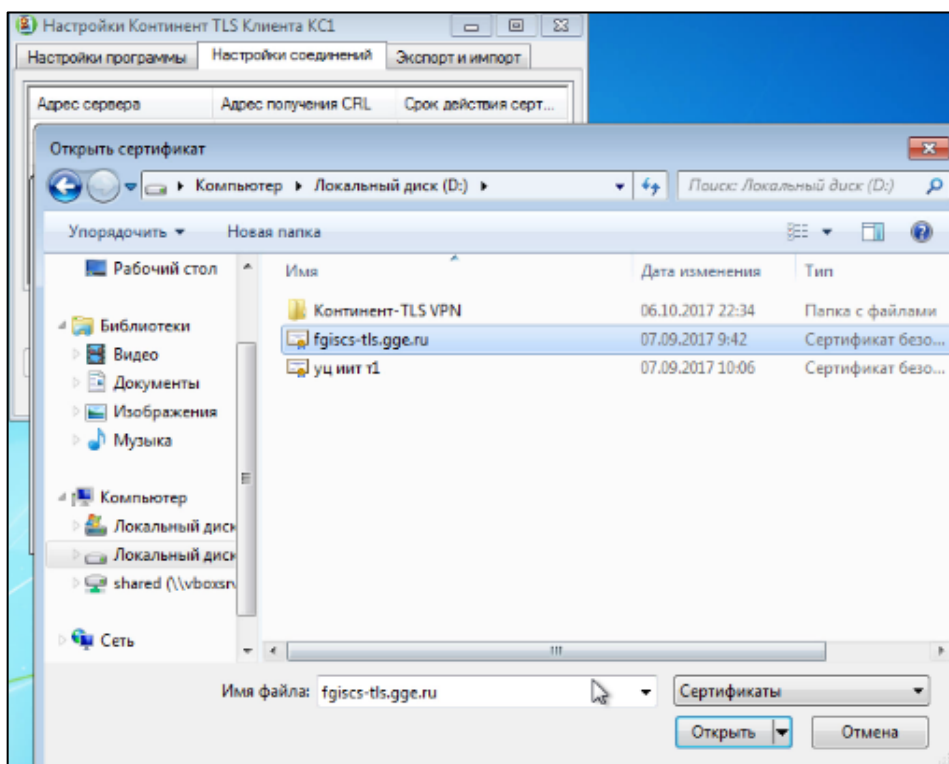 Настройки Континент TLS Клиента КС1
Настройки программы Настройки соединений Экспорт и импорт
Адрес сервера Адрес получения CRL Срок действия серт...
Открыть сертификат
Компьютер Локальный диск (D:) Поиск: Локальный диск (D:)
Упорядочить Новая папка
Рабочий стол Имя Дата изменения Тип
Континент-TLS VPN 06.10.2017 22:34 Папка с файлами
Библиотеки fgiscs-tls.gge.ru 07.09.2017 9:42 Сертификат безо...
Видео уц иит т1 07.09.2017 10:06 Сертификат безо...
Документы
Изображения
Музыка
Компьютер
Локальный диск
Локальный диск
shared (\\vboxsrv
Сеть
Имя файла: fgiscs-tls.gge.ru Сертификаты
Открыть Отмена